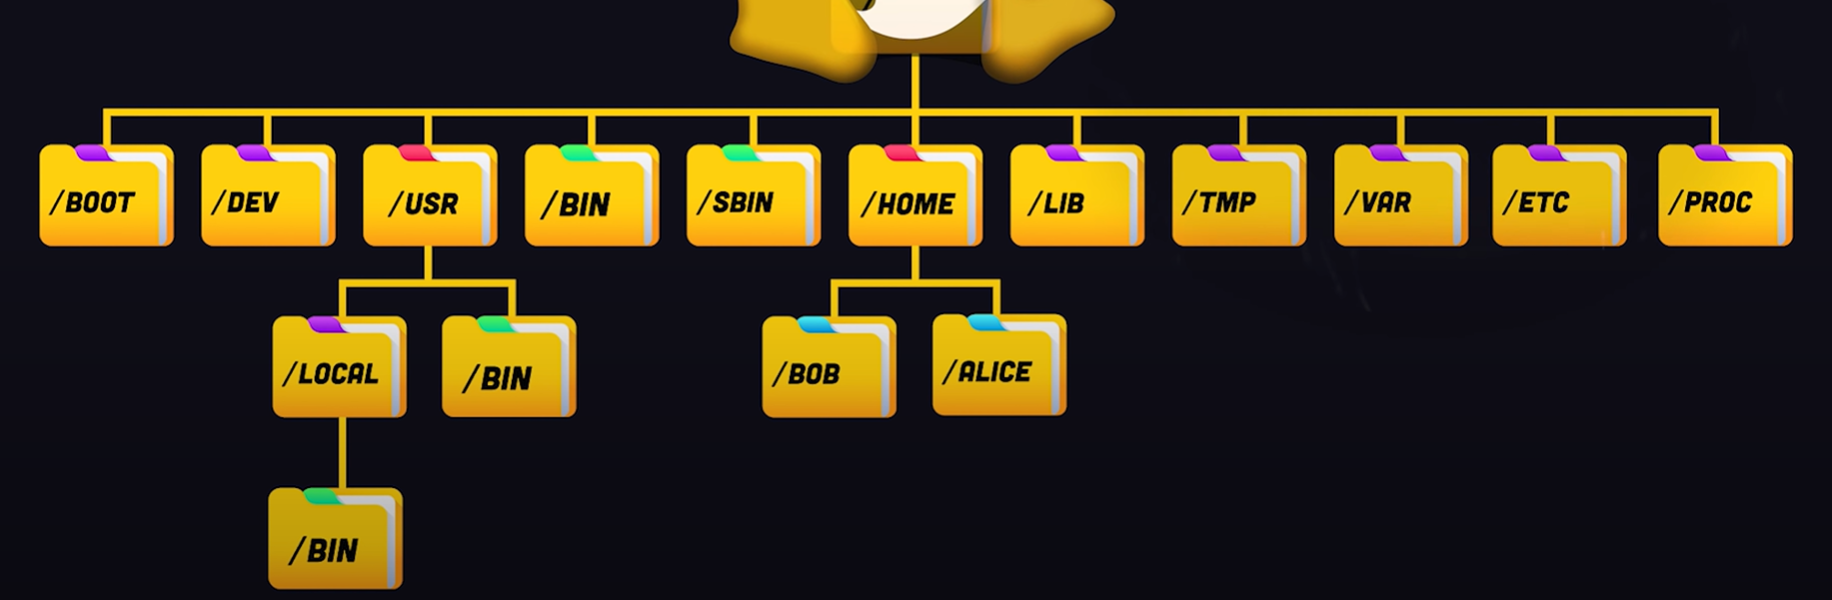 /BOOT
/DEV
/USR
/BIN
/SBIN
/HOME
/LIB
/TMP
/VAR
/ETC
/PROC
/LOCAL
/BIN
/BOB
/ALICE
/BIN